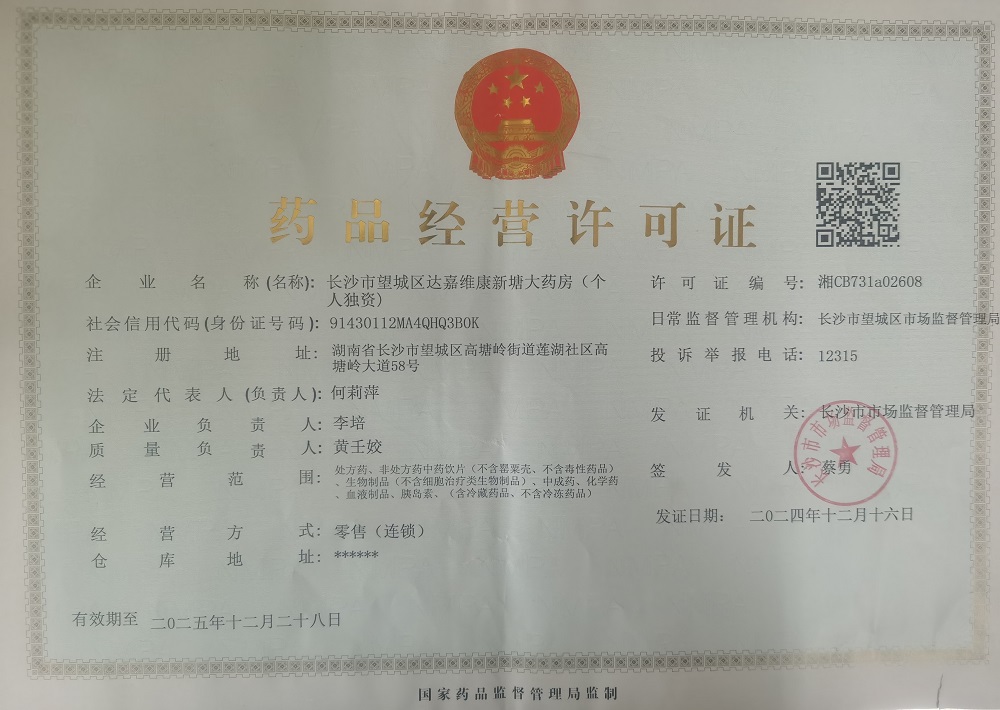 药品经营许可证
企业名称(名称): 长沙市望城区达嘉维康新塘大药房（个
人独资）
社会信用代码(身份证号码): 91430112MA4QHQ3B0K
注册地址: 湖南省长沙市望城区高塘岭街道莲湖社区高
塘岭大道58号
法定代表人(负责人): 何莉萍
企业负责人: 李培
质量负责人: 黄壬姣
经营范围: 处方药、非处方药中药饮片（不含罂粟壳、不含毒性药品）
、生物制品（不含细胞治疗类生物制品）、中成药、化学药
、血液制品、胰岛素、（含冷藏药品、不含冷冻药品）
经营方式: 零售（连锁）
仓库地址: ******
有效期至 二〇二五年十二月二十八日
许可证编号: 湘CB731a02608
日常监督管理机构: 长沙市望城区市场监督管理局
投诉举报电话: 12315
发证机关: 长沙市市场监督管理局
签发人: 蔡勇
长沙市市场监督管理局
发证日期: 二〇二四年十二月十六日
国家药品监督管理局监制